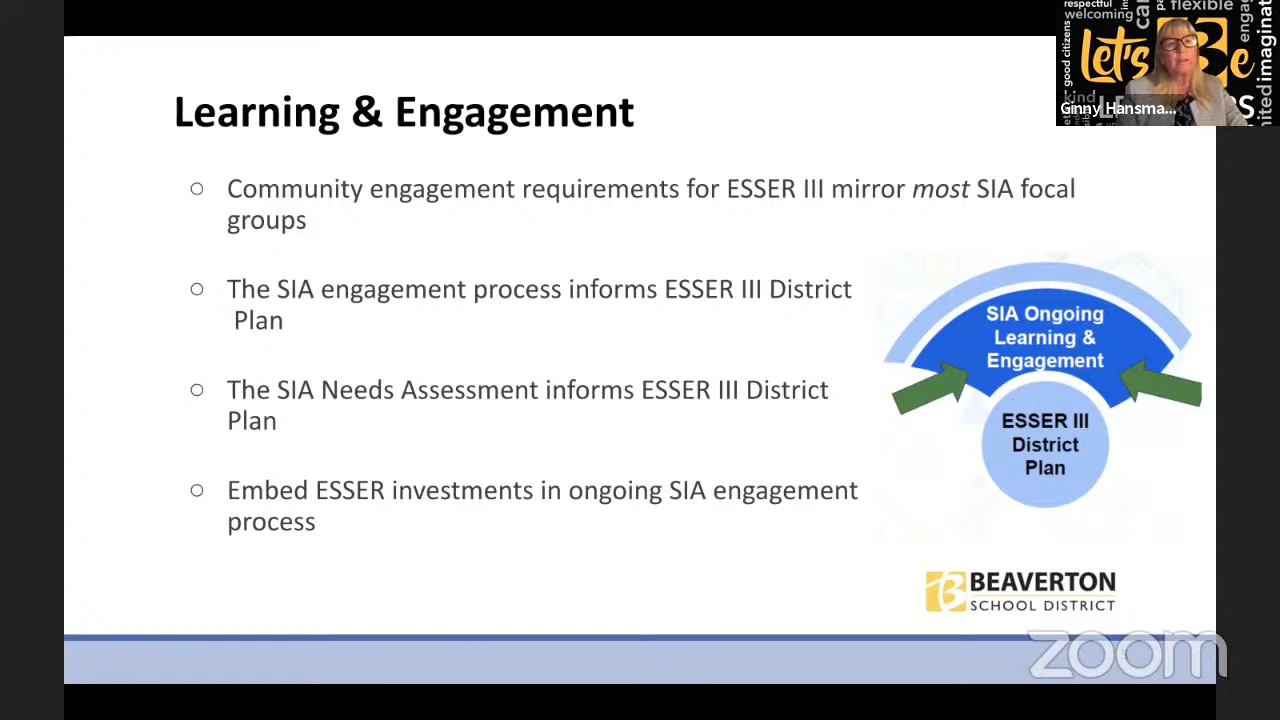 Learning & Engagement
○ Community engagement requirements for ESSER III mirror most SIA focal
groups
○ The SIA engagement process informs ESSER III District
Plan
○ The SIA Needs Assessment informs ESSER III District
Plan
○ Embed ESSER investments in ongoing SIA engagement
process
SIA Ongoing
Learning &
Engagement
ESSER III
District
Plan
BEAVERTON
SCHOOL DISTRICT
zoom
respectful
welcoming
flexible
good citizens
Let's Be
kind
Ginny Hansma...